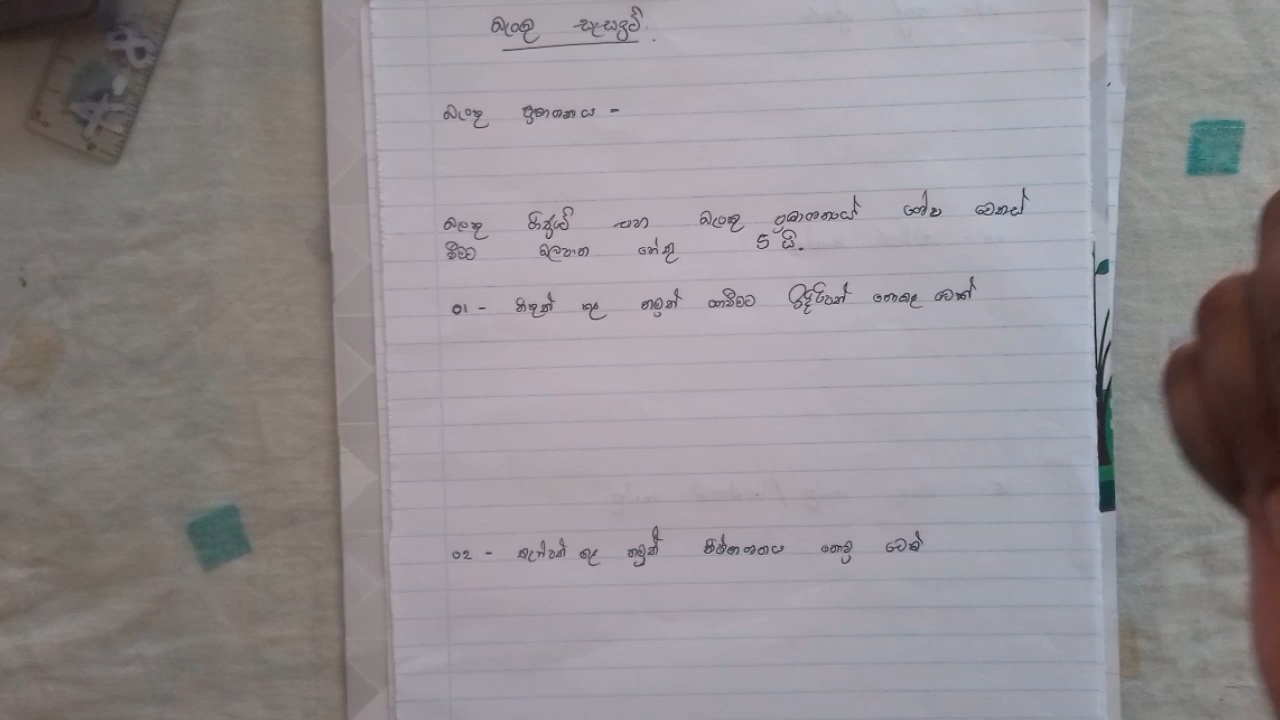 බැංකු සැසඳුම්.
බැංකු ප්‍රකාශනය -
බැංකු ගිණුම් සහ බැංකු ප්‍රකාශනයේ ශේෂ වෙනස්
වීමට බලපාන හේතු 5 යි.
01 - නිකුත් කළ නමුත් ගෙවීමට ඉදිරිපත් නොකළ චෙක්
02 - තැන්පත් කළ නමුත් නිශ්කාශනය නොවූ චෙක්